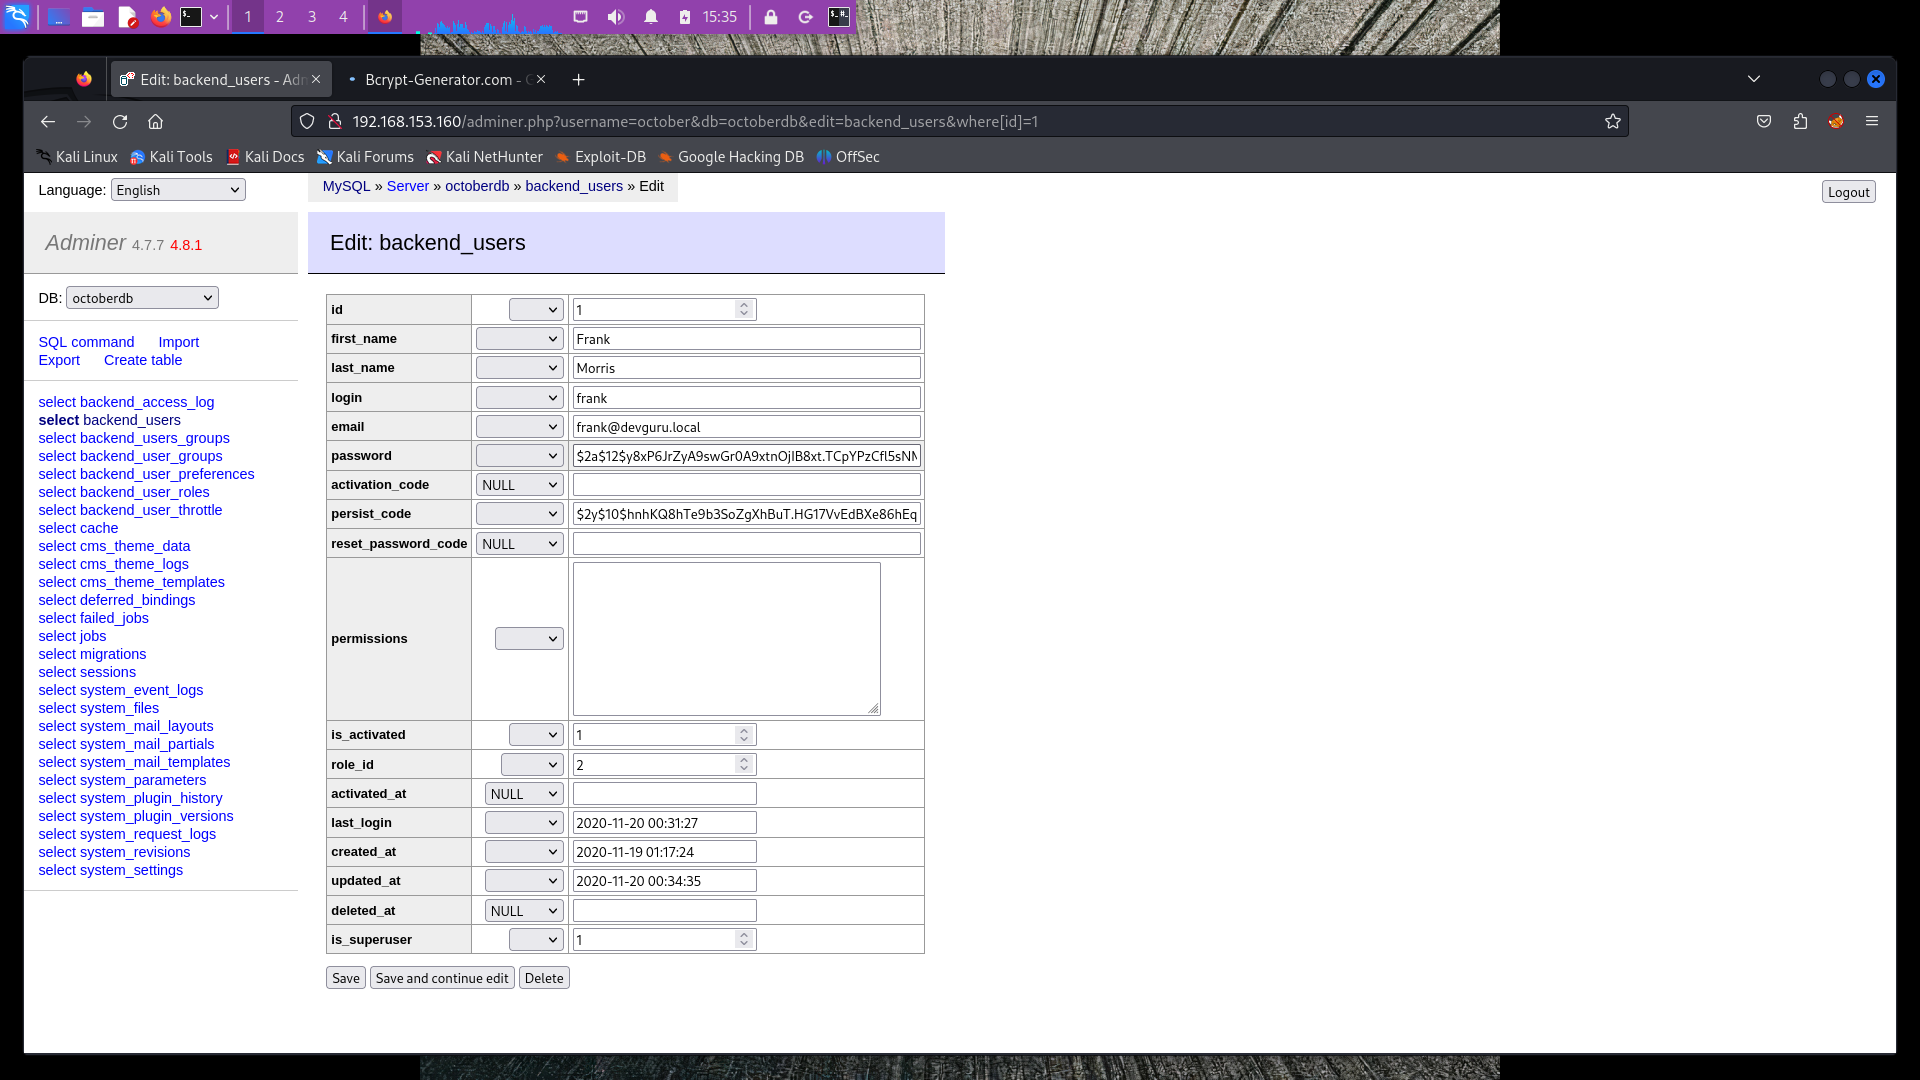 1 2 3 4 15:35
Edit: backend_users - Adm
Bcrypt-Generator.com - G
192.168.153.160/adminer.php?username=october&db=octoberdb&edit=backend_users&where[id]=1
Kali Linux Kali Tools Kali Docs Kali Forums Kali NetHunter Exploit-DB Google Hacking DB OffSec
Language: English
MySQL » Server » octoberdb » backend_users » Edit
Logout
Adminer 4.7.7 4.8.1
Edit: backend_users
DB: octoberdb
SQL command Import
Export Create table
select backend_access_log
select backend_users
select backend_users_groups
select backend_user_groups
select backend_user_preferences
select backend_user_roles
select backend_user_throttle
select cache
select cms_theme_data
select cms_theme_logs
select cms_theme_templates
select deferred_bindings
select failed_jobs
select jobs
select migrations
select sessions
select system_event_logs
select system_files
select system_mail_layouts
select system_mail_partials
select system_mail_templates
select system_parameters
select system_plugin_history
select system_plugin_versions
select system_request_logs
select system_revisions
select system_settings
id 1
first_name Frank
last_name Morris
login frank
email frank@devguru.local
password $2a$12$y8xP6JrZyA9swGr0A9xtnOjIB8xt.TCpYPzCfl5sNM
activation_code NULL
persist_code $2y$10$hnhKQ8hTe9b3SoZgXhBuT.HG17VvEdBXe86hEq
reset_password_code NULL
permissions
is_activated 1
role_id 2
activated_at NULL
last_login 2020-11-20 00:31:27
created_at 2020-11-19 01:17:24
updated_at 2020-11-20 00:34:35
deleted_at NULL
is_superuser 1
Save Save and continue edit Delete